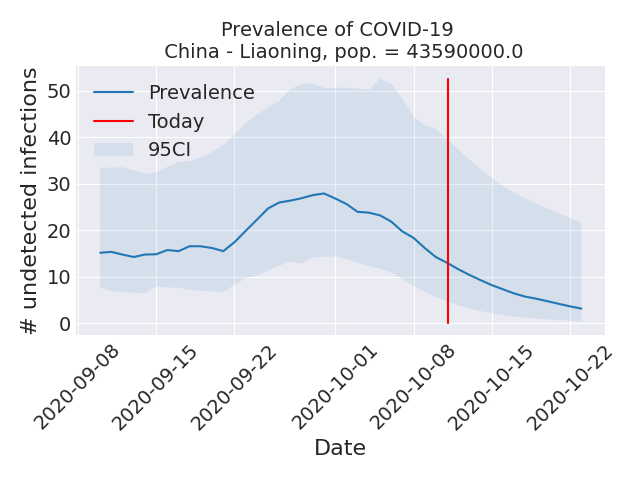 Prevalence of COVID-19
China - Liaoning, pop. = 43590000.0
# undetected infections
50
40
30
20
10
0
Prevalence
Today
95CI
2020-09-08
2020-09-15
2020-09-22
2020-10-01
2020-10-08
2020-10-15
2020-10-22
Date